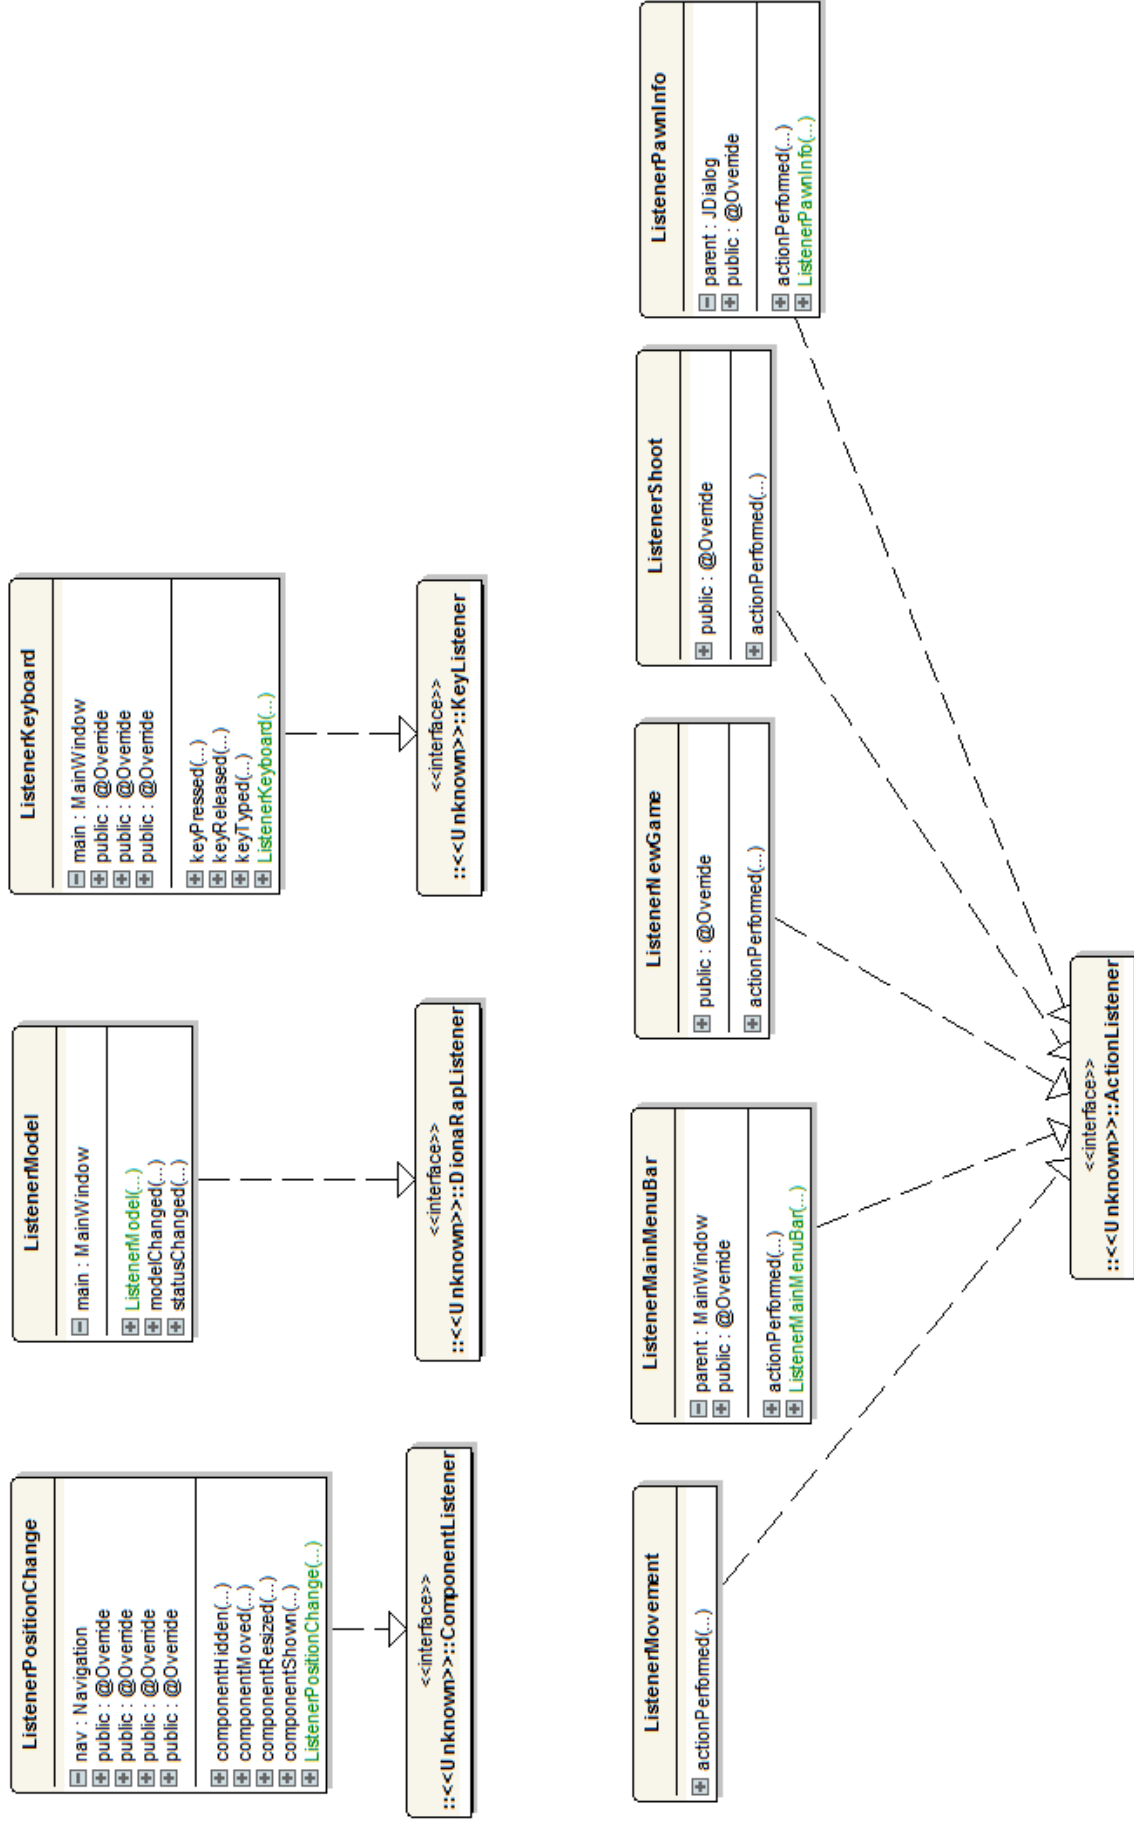 ListenerPositionChange
nav : Navigation
public : @Override
public : @Override
public : @Override
public : @Override
componentHidden(...)
componentMoved(...)
componentResized(...)
componentShown(...)
ListenerPositionChange(...)
<<interface>>
::<<Unknown>>::ComponentListener
ListenerModel
main : MainWindow
ListenerModel(...)
modelChanged(...)
statusChanged(...)
<<interface>>
::<<Unknown>>::DionaRapListener
ListenerKeyboard
main : MainWindow
public : @Override
public : @Override
public : @Override
keyPressed(...)
keyReleased(...)
keyTyped(...)
ListenerKeyboard(...)
<<interface>>
::<<Unknown>>::KeyListener
ListenerMovement
actionPerformed(...)
ListenerMainMenuBar
parent : MainWindow
public : @Override
actionPerformed(...)
ListenerMainMenuBar(...)
ListenerNewGame
public : @Override
actionPerformed(...)
ListenerShoot
public : @Override
actionPerformed(...)
ListenerPawnInfo
parent : JDialog
public : @Override
actionPerformed(...)
ListenerPawnInfo(...)
<<interface>>
::<<Unknown>>::ActionListener